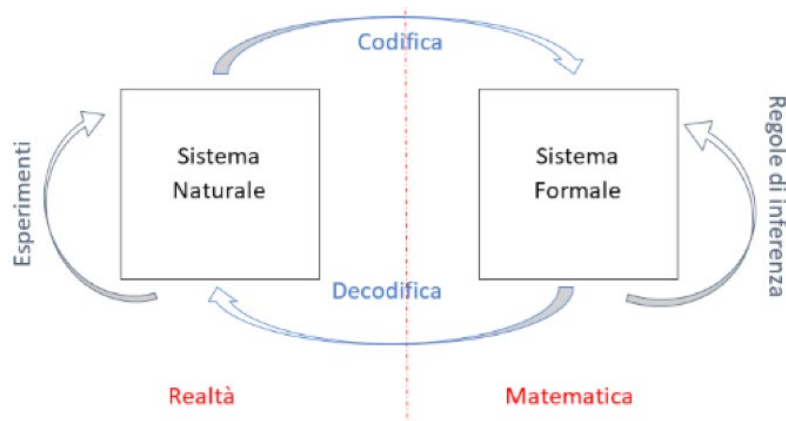 Codifica
Esperimenti
Sistema
Naturale
Sistema
Formale
Regole di inferenza
Decodifica
Realtà
Matematica